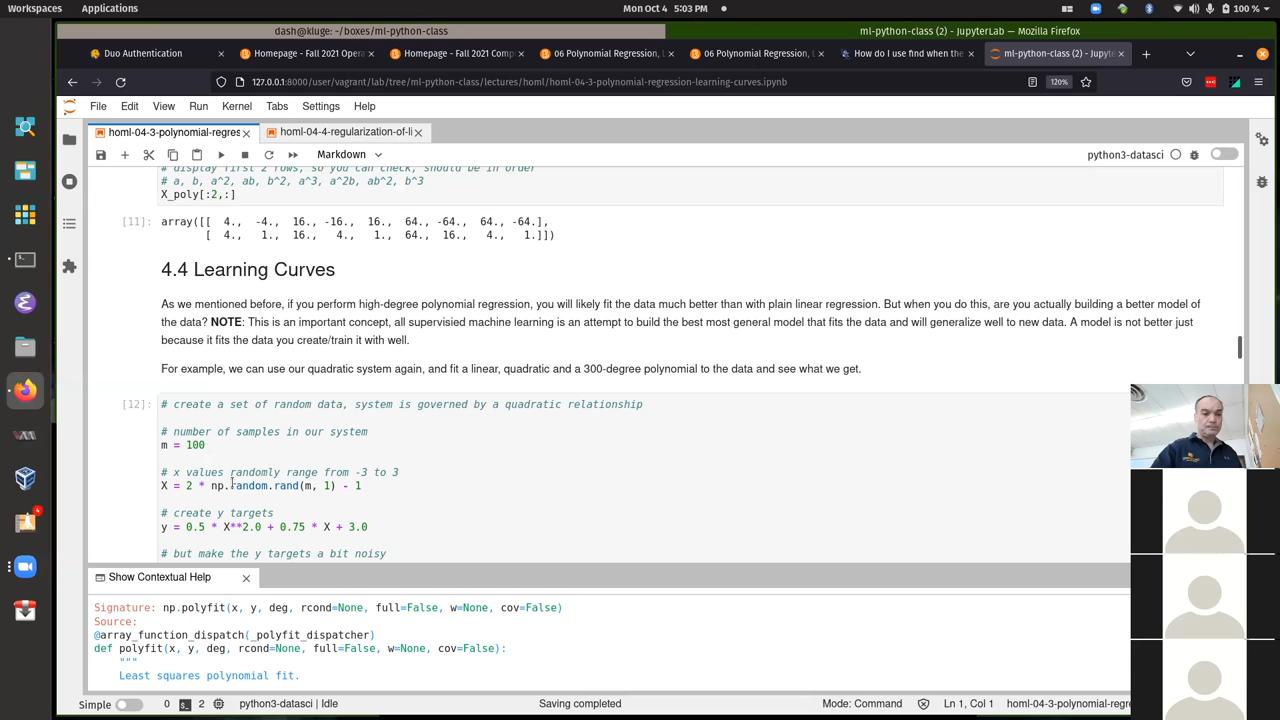 Workspaces Applications Mon Oct 4 5:03 PM 100 %
dash@kluge: ~/boxes/ml-python-class ml-python-class (2) - JupyterLab — Mozilla Firefox
Duo Authentication Homepage - Fall 2021 Opera Homepage - Fall 2021 Comp 06 Polynomial Regression, L 06 Polynomial Regression, L How do I use find when the ml-python-class (2) - Jupyte
127.0.0.1:8000/user/vagrant/lab/tree/ml-python-class/lectures/homl/homl-04-3-polynomial-regression-learning-curves.ipynb 120%
File Edit View Run Kernel Tabs Settings Help
homl-04-3-polynomial-regres homl-04-4-regularization-of-li
Markdown python3-datasci
# display first 2 rows, so you can check, should be in order
# a, b, a^2, ab, b^2, a^3, a^2b, ab^2, b^3
X_poly[:2,:]
[11]: array([[ 4., -4., 16., -16., 16., 64., -64., 64., -64.],
[ 4., 1., 16., 4., 1., 64., 16., 4., 1.]])
4.4 Learning Curves
As we mentioned before, if you perform high-degree polynomial regression, you will likely fit the data much better than with plain linear regression. But when you do this, are you actually building a better model of
the data? NOTE: This is an important concept, all supervisied machine learning is an attempt to build the best most general model that fits the data and will generalize well to new data. A model is not better just
because it fits the data you create/train it with well.
For example, we can use our quadratic system again, and fit a linear, quadratic and a 300-degree polynomial to the data and see what we get.
[12]: # create a set of random data, system is governed by a quadratic relationship
# number of samples in our system
m = 100
# x values randomly range from -3 to 3
X = 2 * np.random.rand(m, 1) - 1
# create y targets
y = 0.5 * X**2.0 + 0.75 * X + 3.0
# but make the y targets a bit noisy
Show Contextual Help
Signature: np.polyfit(x, y, deg, rcond=None, full=False, w=None, cov=False)
Source:
@array_function_dispatch(_polyfit_dispatcher)
def polyfit(x, y, deg, rcond=None, full=False, w=None, cov=False):
"""
Least squares polynomial fit.
Simple 0 2 python3-datasci | Idle Saving completed Mode: Command Ln 1, Col 1 homl-04-3-polynomial-regre